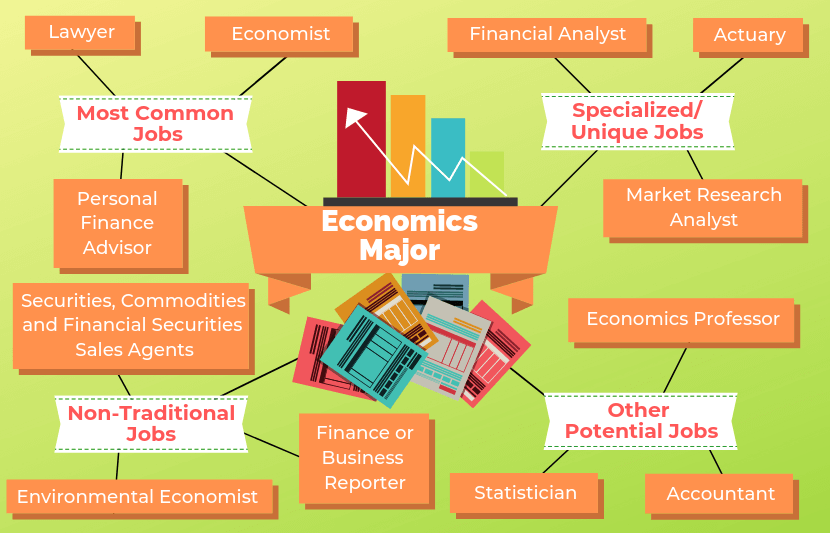 Lawyer
Economist
Financial Analyst
Actuary
Most Common
Jobs
Specialized/
Unique Jobs
Personal
Finance
Advisor
Market Research
Analyst
Economics
Major
Securities, Commodities
and Financial Securities
Sales Agents
Economics Professor
Non-Traditional
Jobs
Other
Potential Jobs
Finance or
Business
Reporter
Environmental Economist
Statistician
Accountant